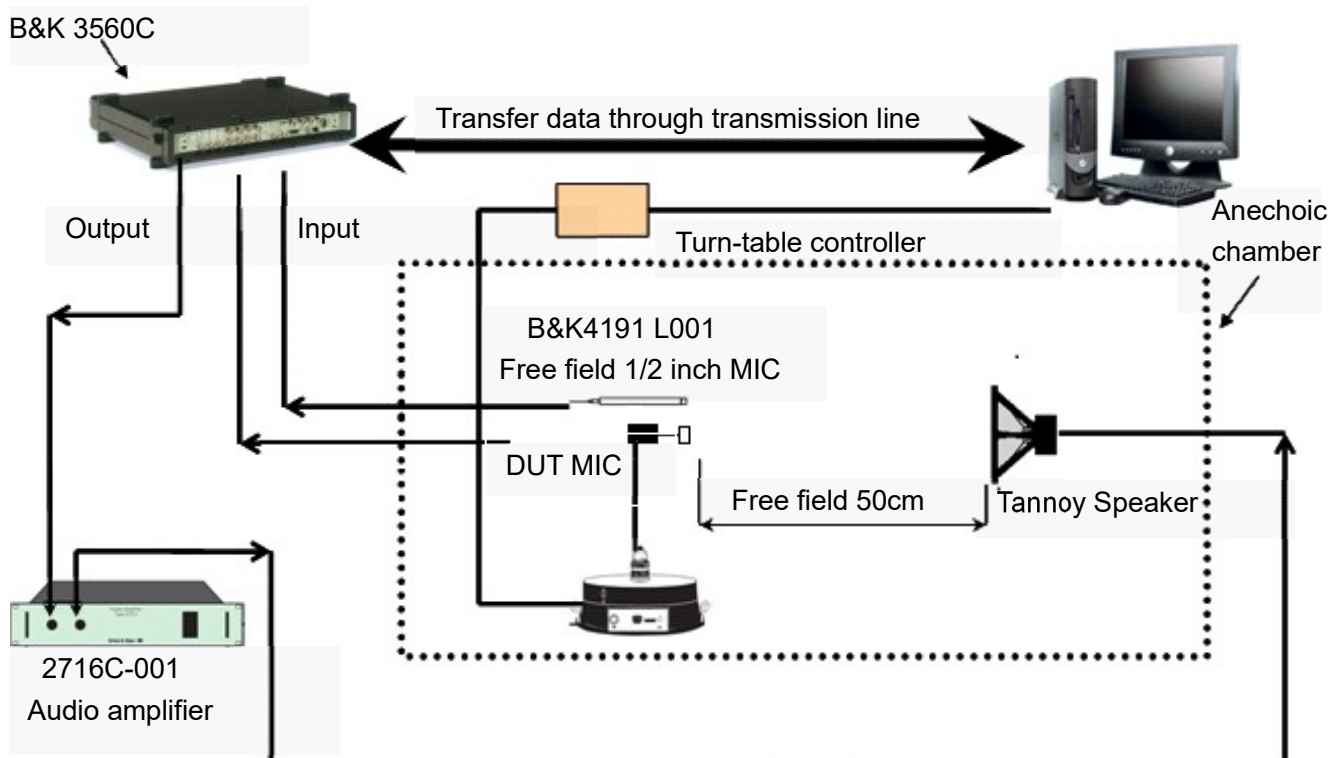 B&K 3560C
Transfer data through transmission line
Output
Input
Turn-table controller
Anechoic
chamber
B&K4191 L001
Free field 1/2 inch MIC
DUT MIC
Free field 50cm
Tannoy Speaker
2716C-001
Audio amplifier